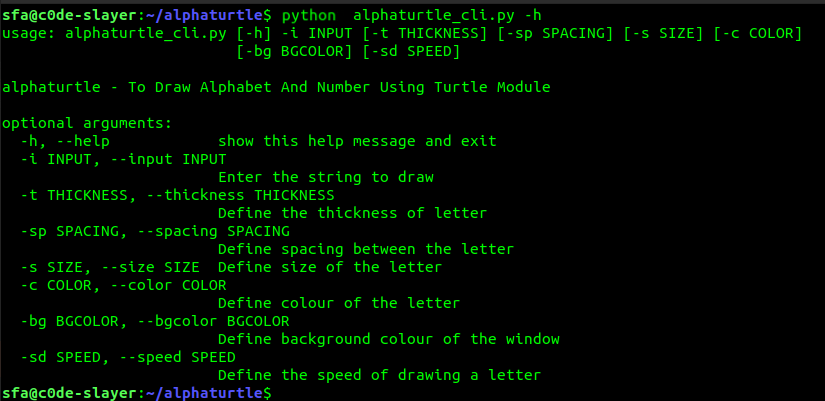 sfa@c0de-slayer:~/alphaturtle$ python  alphaturtle_cli.py -h
usage: alphaturtle_cli.py [-h] -i INPUT [-t THICKNESS] [-sp SPACING] [-s SIZE] [-c COLOR]
                          [-bg BGCOLOR] [-sd SPEED]

alphaturtle - To Draw Alphabet And Number Using Turtle Module

optional arguments:
  -h, --help            show this help message and exit
  -i INPUT, --input INPUT
                        Enter the string to draw
  -t THICKNESS, --thickness THICKNESS
                        Define the thickness of letter
  -sp SPACING, --spacing SPACING
                        Define spacing between the letter
  -s SIZE, --size SIZE  Define size of the letter
  -c COLOR, --color COLOR
                        Define colour of the letter
  -bg BGCOLOR, --bgcolor BGCOLOR
                        Define background colour of the window
  -sd SPEED, --speed SPEED
                        Define the speed of drawing a letter
sfa@c0de-slayer:~/alphaturtle$